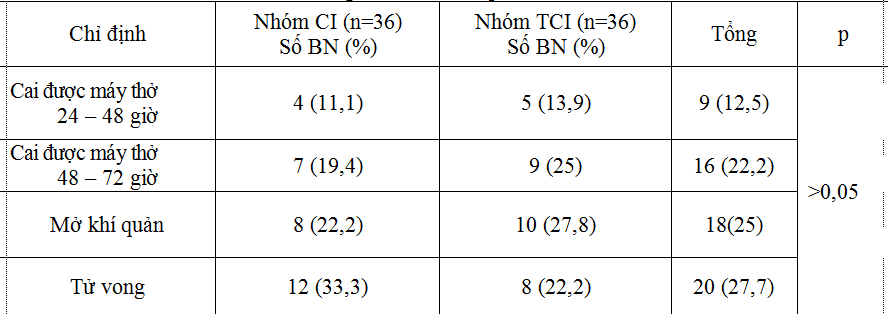 Chỉ định
Nhóm CI (n=36)
Số BN (%)
Nhóm TCI (n=36)
Số BN (%)
Tổng
p
Cai được máy thở
24 – 48 giờ
4 (11,1)
5 (13,9)
9 (12,5)
>0,05
Cai được máy thở
48 – 72 giờ
7 (19,4)
9 (25)
16 (22,2)
Mở khí quản
8 (22,2)
10 (27,8)
18(25)
Tử vong
12 (33,3)
8 (22,2)
20 (27,7)